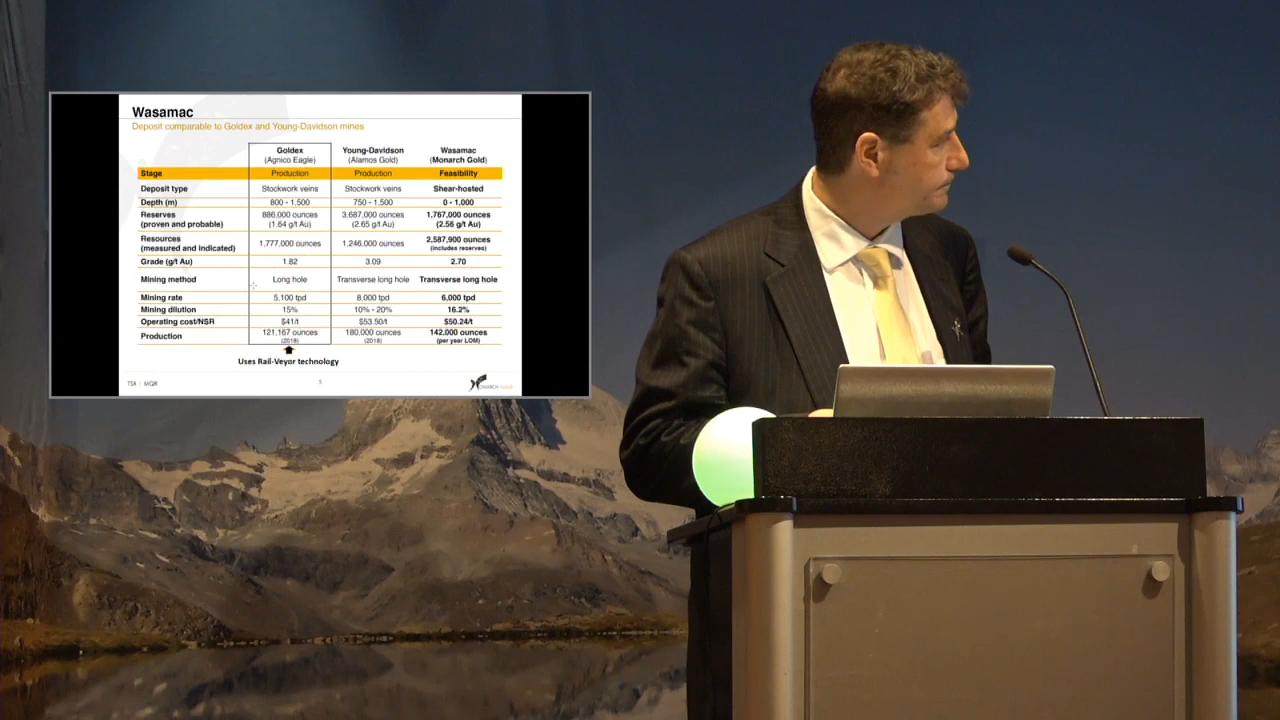 Wasamac
Deposit comparable to Goldex and Young-Davidson mines
Goldex Young-Davidson Wasamac
(Agnico Eagle) (Alamos Gold) (Monarch Gold)
Stage Production Production Feasibility
Deposit type Stockwork veins Stockwork veins Shear-hosted
Depth (m) 800 - 1,500 750 - 1,500 0 - 1,000
Reserves 886,000 ounces 3,687,000 ounces 1,767,000 ounces
(proven and probable) (1.64 g/t Au) (2.65 g/t Au) (2.56 g/t Au)
Resources 1,777,000 ounces 1,246,000 ounces 2,587,900 ounces
(measured and indicated) (includes reserves)
Grade (g/t Au) 1.82 3.09 2.70
Mining method Long hole Transverse long hole Transverse long hole
Mining rate 5,100 tpd 8,000 tpd 6,000 tpd
Mining dilution 15% 10% - 20% 16.2%
Operating cost/NSR $41/t $53.50/t $50.24/t
Production 121,167 ounces 180,000 ounces 142,000 ounces
(2018) (2018) (per year LOM)
Uses Rail-Veyor technology
TSX | MQR 5 MONARCH GOLD